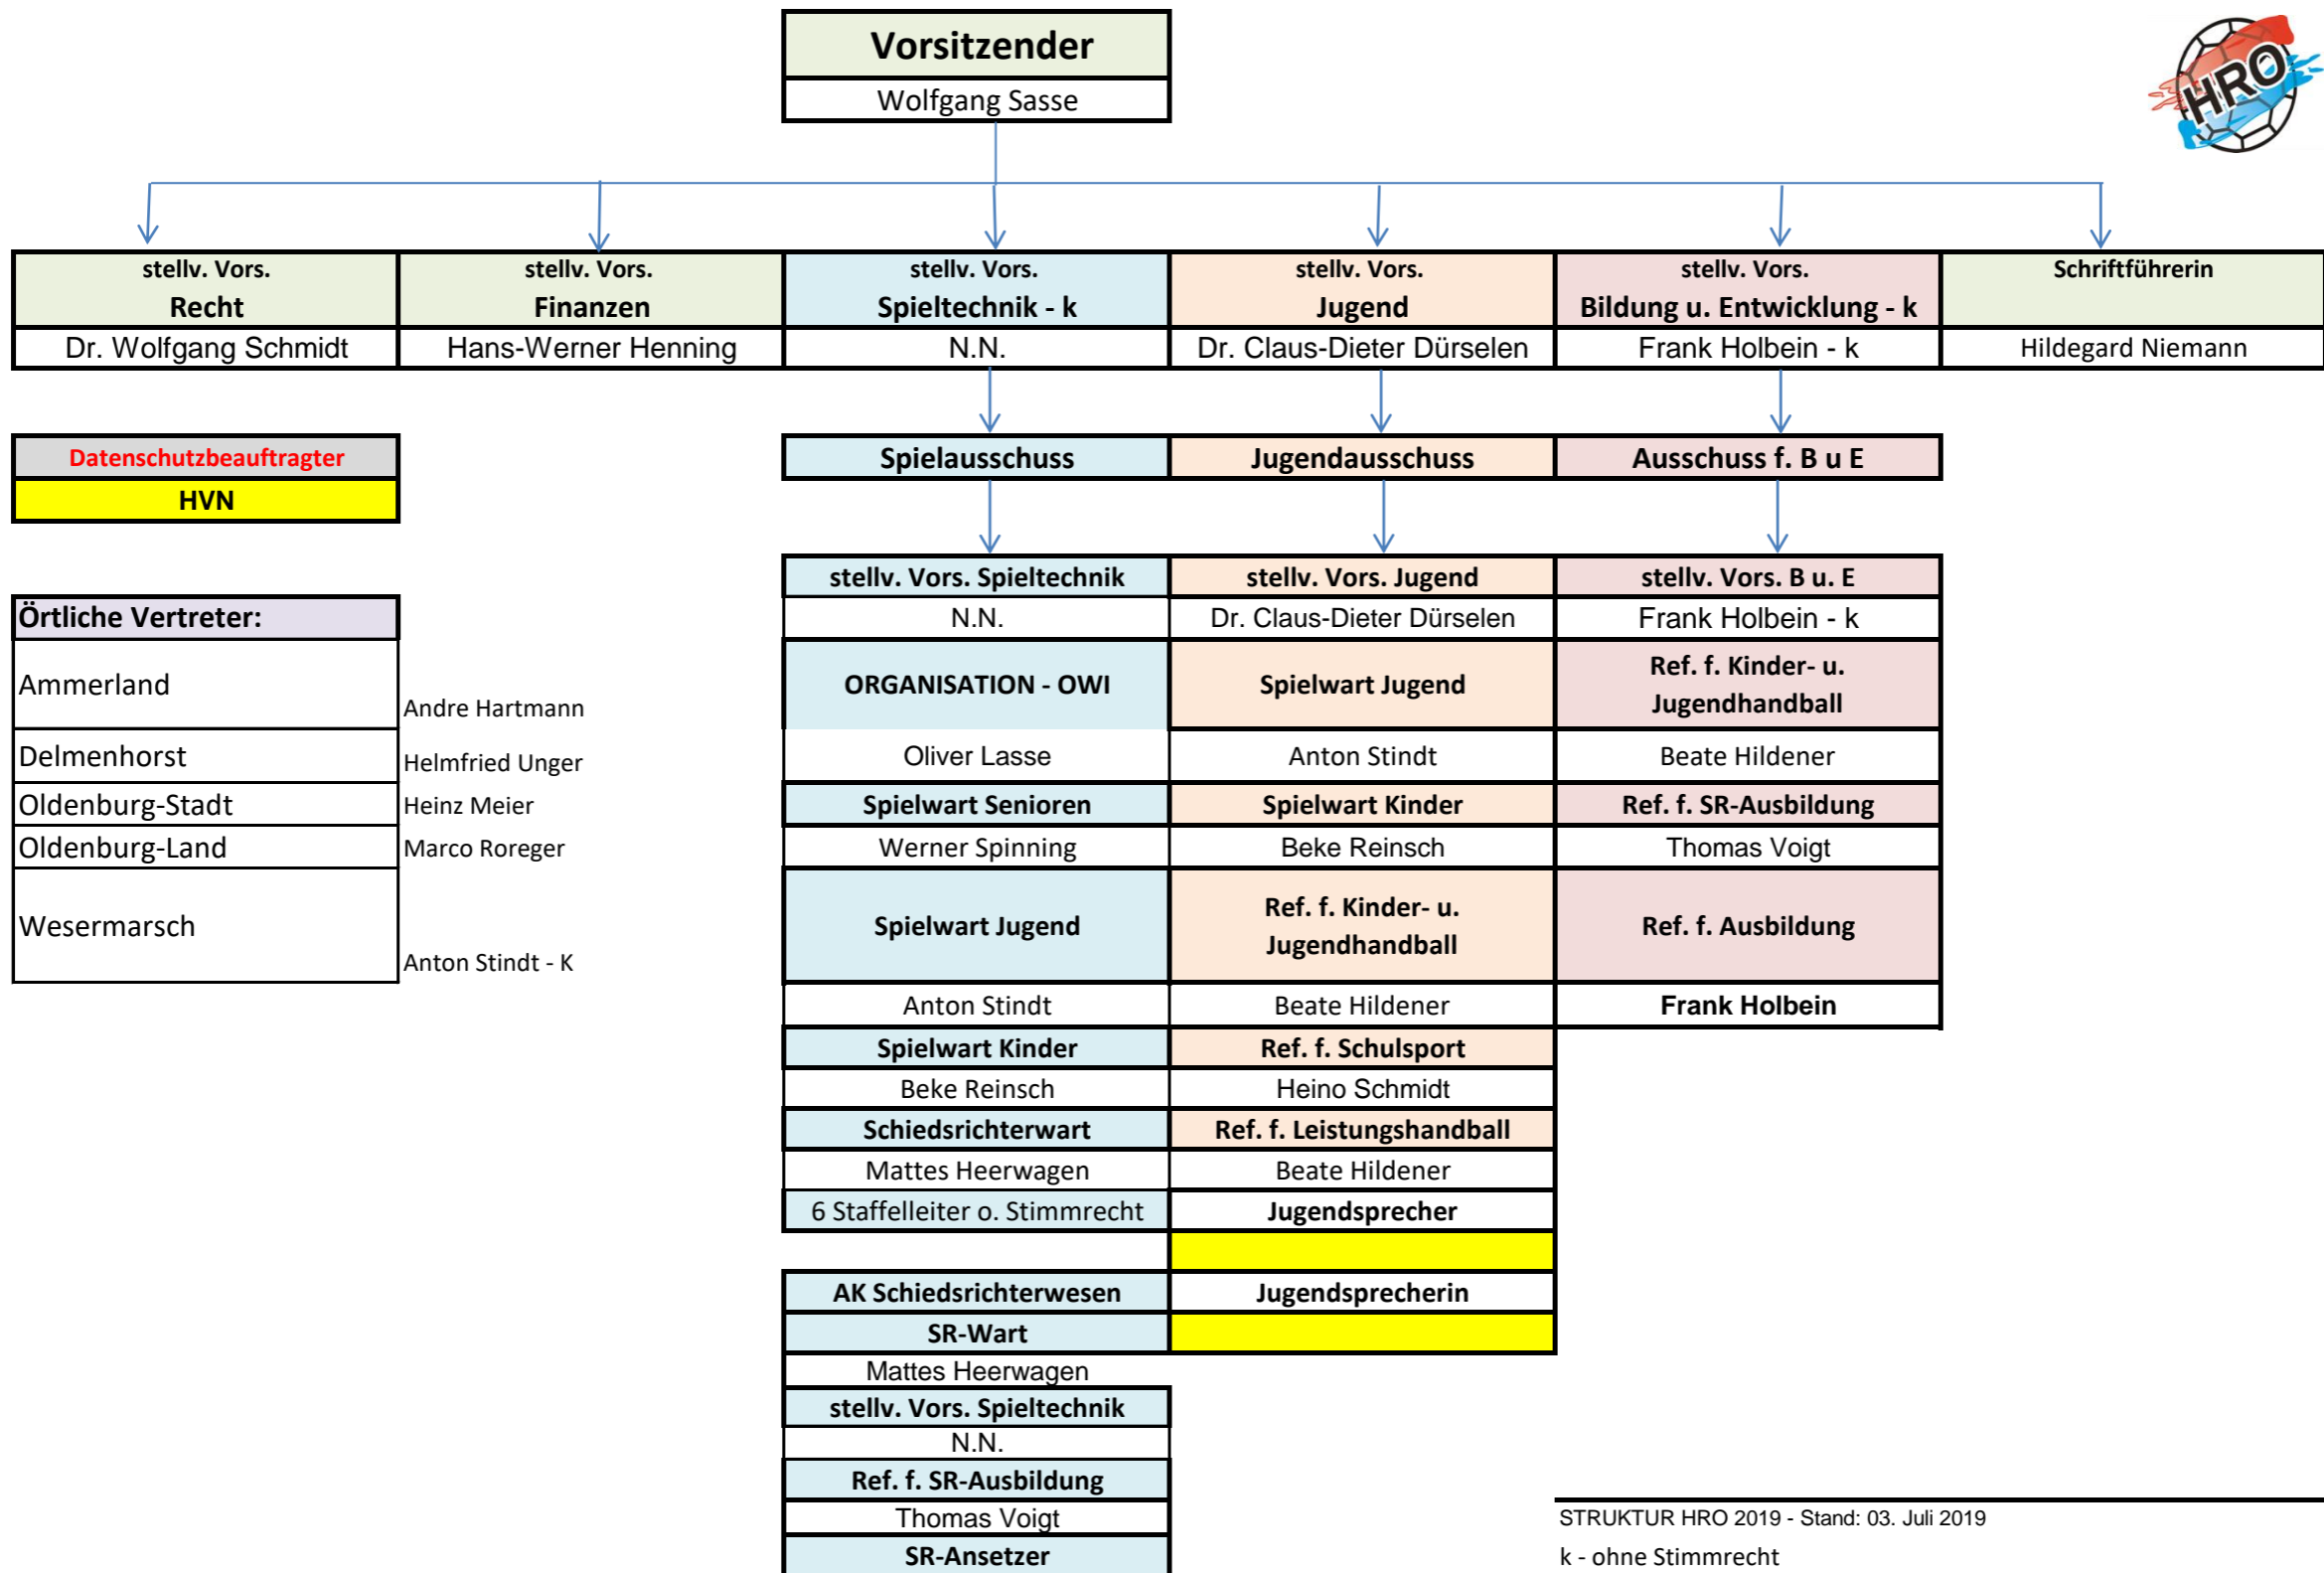 Vorsitzender
Wolfgang Sasse
HRO
stellv. Vors.
Recht
Dr. Wolfgang Schmidt
stellv. Vors.
Finanzen
Hans-Werner Henning
stellv. Vors.
Spieltechnik - k
N.N.
stellv. Vors.
Jugend
Dr. Claus-Dieter Dürselen
stellv. Vors.
Bildung u. Entwicklung - k
Frank Holbein - k
Schriftführerin
Hildegard Niemann
Datenschutzbeauftragter
HVN
Örtliche Vertreter:
Ammerland
Andre Hartmann
Delmenhorst
Helmfried Unger
Oldenburg-Stadt
Heinz Meier
Oldenburg-Land
Marco Roreger
Wesermarsch
Anton Stindt - K
Spielausschuss
stellv. Vors. Spieltechnik
N.N.
ORGANISATION - OWI
Oliver Lasse
Spielwart Senioren
Werner Spinning
Spielwart Jugend
Anton Stindt
Spielwart Kinder
Beke Reinsch
Schiedsrichterwart
Mattes Heerwagen
6 Staffelleiter o. Stimmrecht
AK Schiedsrichterwesen
SR-Wart
Mattes Heerwagen
stellv. Vors. Spieltechnik
N.N.
Ref. f. SR-Ausbildung
Thomas Voigt
SR-Ansetzer
Jugendausschuss
stellv. Vors. Jugend
Dr. Claus-Dieter Dürselen
Spielwart Jugend
Anton Stindt
Spielwart Kinder
Beke Reinsch
Ref. f. Kinder- u.
Jugendhandball
Beate Hildener
Ref. f. Schulsport
Heino Schmidt
Ref. f. Leistungshandball
Beate Hildener
Jugendsprecher
Jugendsprecherin
Ausschuss f. B u E
stellv. Vors. B u. E
Frank Holbein - k
Ref. f. Kinder- u.
Jugendhandball
Beate Hildener
Ref. f. SR-Ausbildung
Thomas Voigt
Ref. f. Ausbildung
Frank Holbein
STRUKTUR HRO 2019 - Stand: 03. Juli 2019
k - ohne Stimmrecht